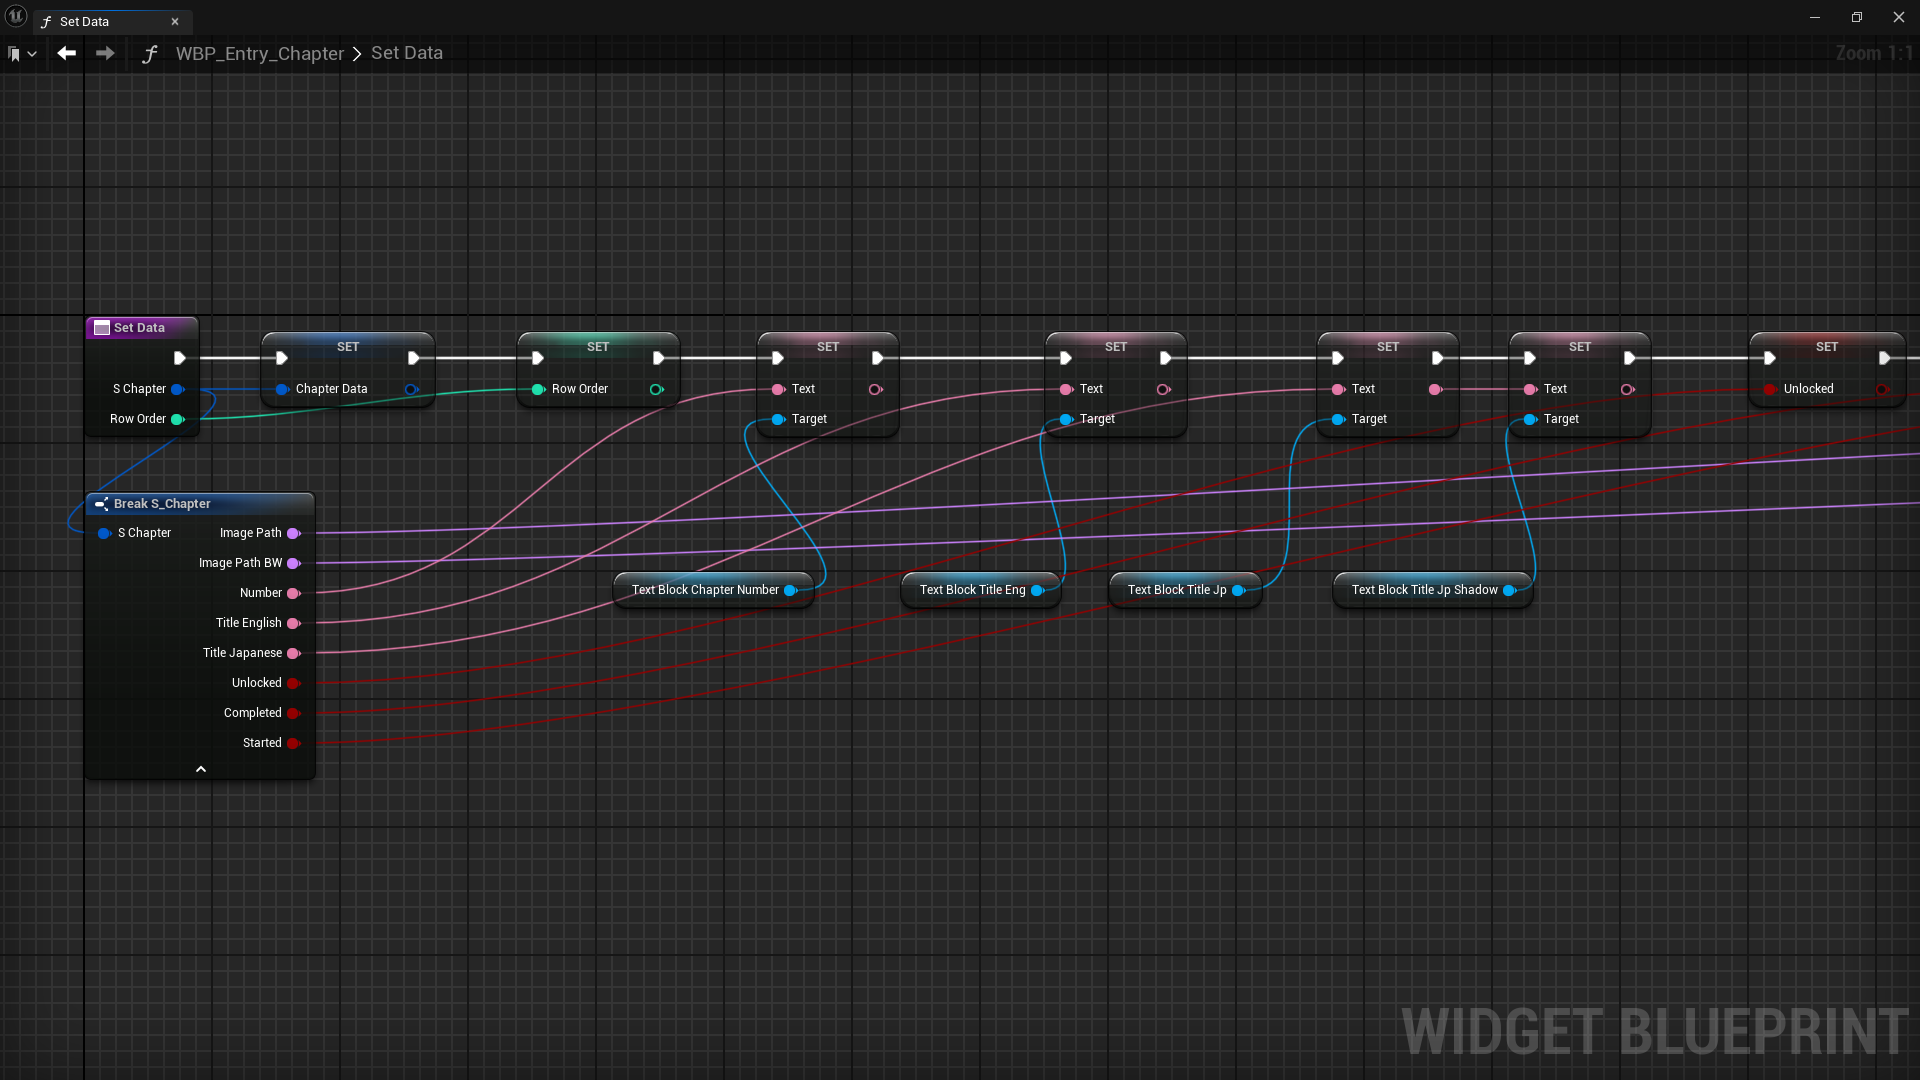 Set Data
WBP_Entry_Chapter > Set Data
Zoom 1:1
Set Data
S Chapter
Row Order
SET
Chapter Data
SET
Row Order
SET
Text
Target
SET
Text
Target
SET
Text
Target
SET
Text
Target
SET
Unlocked
Break S_Chapter
S Chapter
Image Path
Image Path BW
Number
Title English
Title Japanese
Unlocked
Completed
Started
Text Block Chapter Number
Text Block Title Eng
Text Block Title Jp
Text Block Title Jp Shadow
WIDGET BLUEPRINT